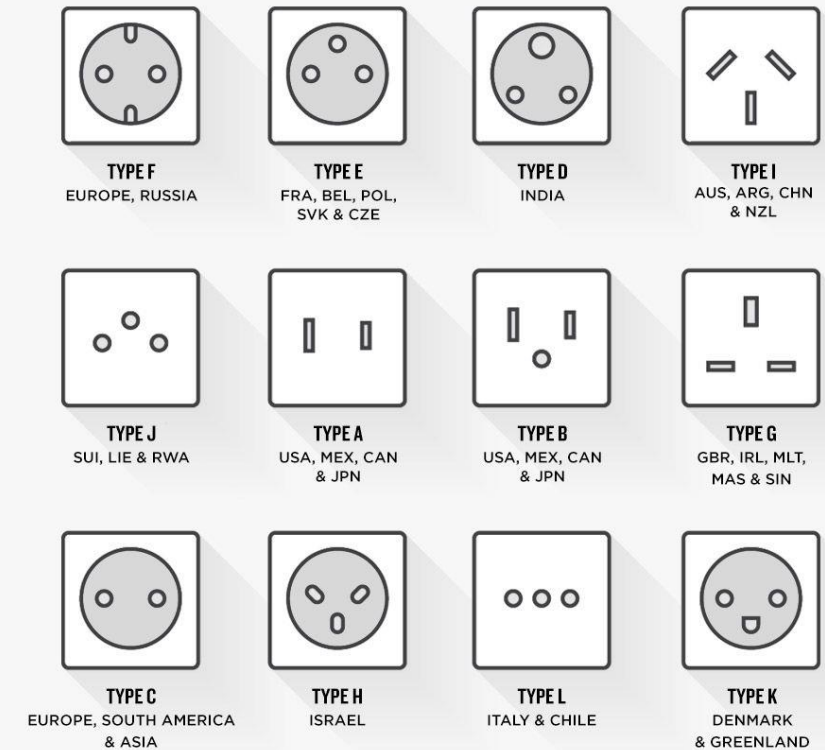 TYPE F
EUROPE, RUSSIA
TYPE E
FRA, BEL, POL,
SVK & CZE
TYPE D
INDIA
TYPE I
AUS, ARG, CHN
& NZL
TYPE J
SUI, LIE & RWA
TYPE A
USA, MEX, CAN
& JPN
TYPE B
USA, MEX, CAN
& JPN
TYPE G
GBR, IRL, MLT,
MAS & SIN
TYPE C
EUROPE, SOUTH AMERICA
& ASIA
TYPE H
ISRAEL
TYPE L
ITALY & CHILE
TYPE K
DENMARK
& GREENLAND